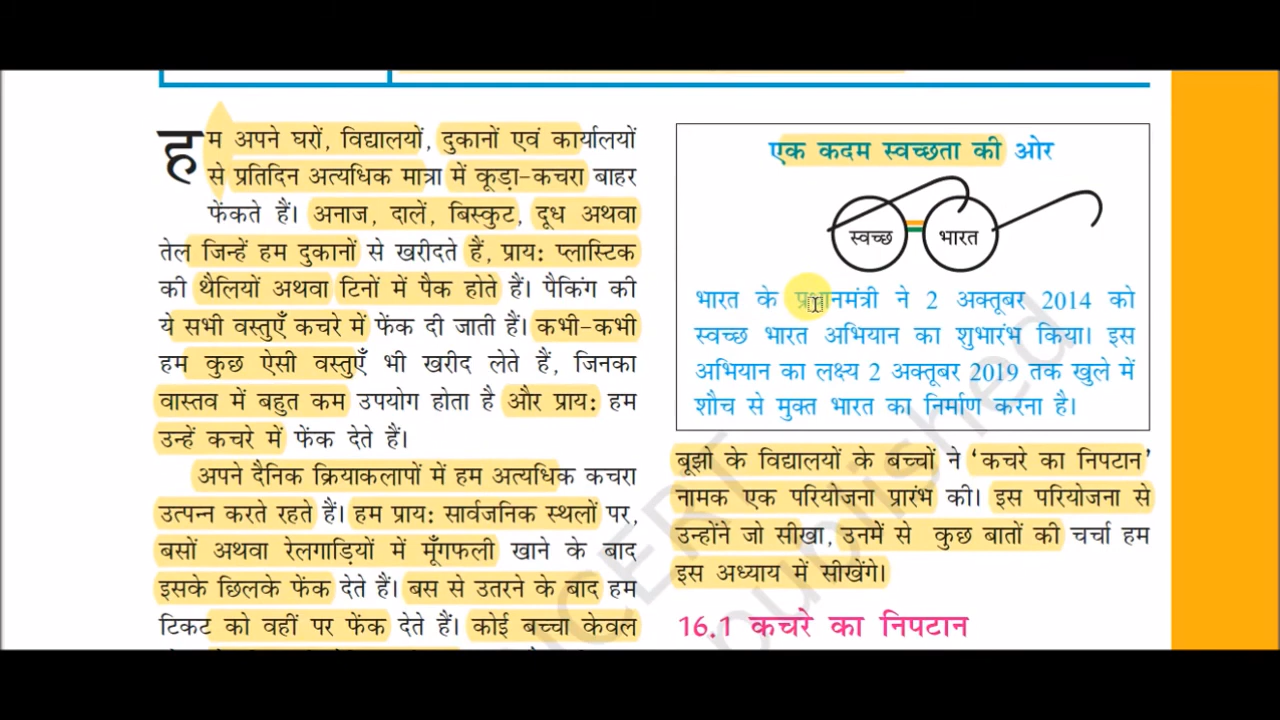 हम अपने घरों, विद्यालयों, दुकानों एवं कार्यालयों
से प्रतिदिन अत्यधिक मात्रा में कूड़ा-कचरा बाहर
फेंकते हैं। अनाज, दालें, बिस्कुट, दूध अथवा
तेल जिन्हें हम दुकानों से खरीदते हैं, प्राय: प्लास्टिक
की थैलियों अथवा टिनों में पैक होते हैं। पैकिंग की
ये सभी वस्तुएँ कचरे में फेंक दी जाती हैं। कभी-कभी
हम कुछ ऐसी वस्तुएँ भी खरीद लेते हैं, जिनका
वास्तव में बहुत कम उपयोग होता है और प्राय: हम
उन्हें कचरे में फेंक देते हैं।
अपने दैनिक क्रियाकलापों में हम अत्यधिक कचरा
उत्पन्न करते रहते हैं। हम प्राय: सार्वजनिक स्थलों पर,
बसों अथवा रेलगाड़ियों में मूँगफली खाने के बाद
इसके छिलके फेंक देते हैं। बस से उतरने के बाद हम
टिकट को वहीं पर फेंक देते हैं। कोई बच्चा केवल
एक कदम स्वच्छता की ओर
स्वच्छ भारत
भारत के प्रधानमंत्री ने 2 अक्तूबर 2014 को
स्वच्छ भारत अभियान का शुभारंभ किया। इस
अभियान का लक्ष्य 2 अक्तूबर 2019 तक खुले में
शौच से मुक्त भारत का निर्माण करना है।
बूझो के विद्यालयों के बच्चों ने ‘कचरे का निपटान’
नामक एक परियोजना प्रारंभ की। इस परियोजना से
उन्होंने जो सीखा, उनमें से कुछ बातों की चर्चा हम
इस अध्याय में सीखेंगे।
16.1 कचरे का निपटान
NCERT
published